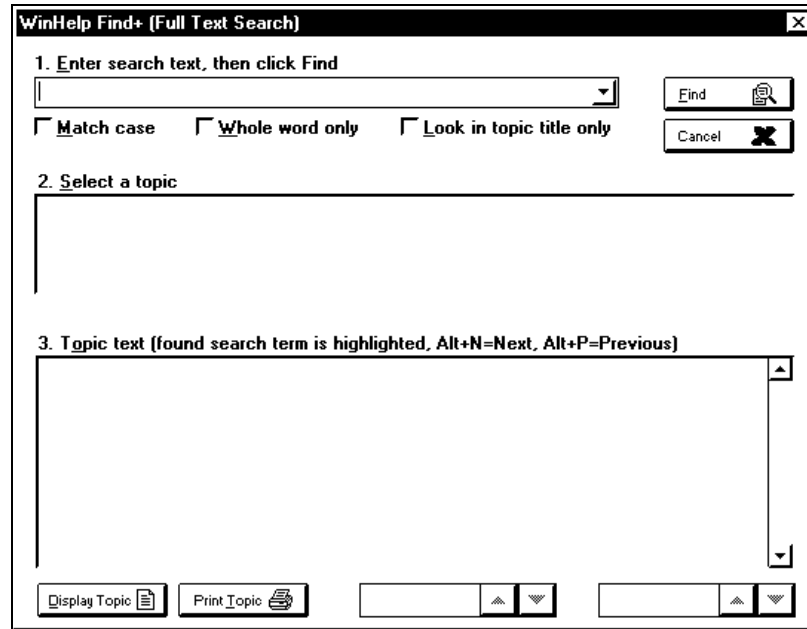 WinHelp Find+ (Full Text Search)
1. Enter search text, then click Find
Find
Match case Whole word only Look in topic title only
Cancel
2. Select a topic
3. Topic text (found search term is highlighted, Alt+N=Next, Alt+P=Previous)
Display Topic Print Topic